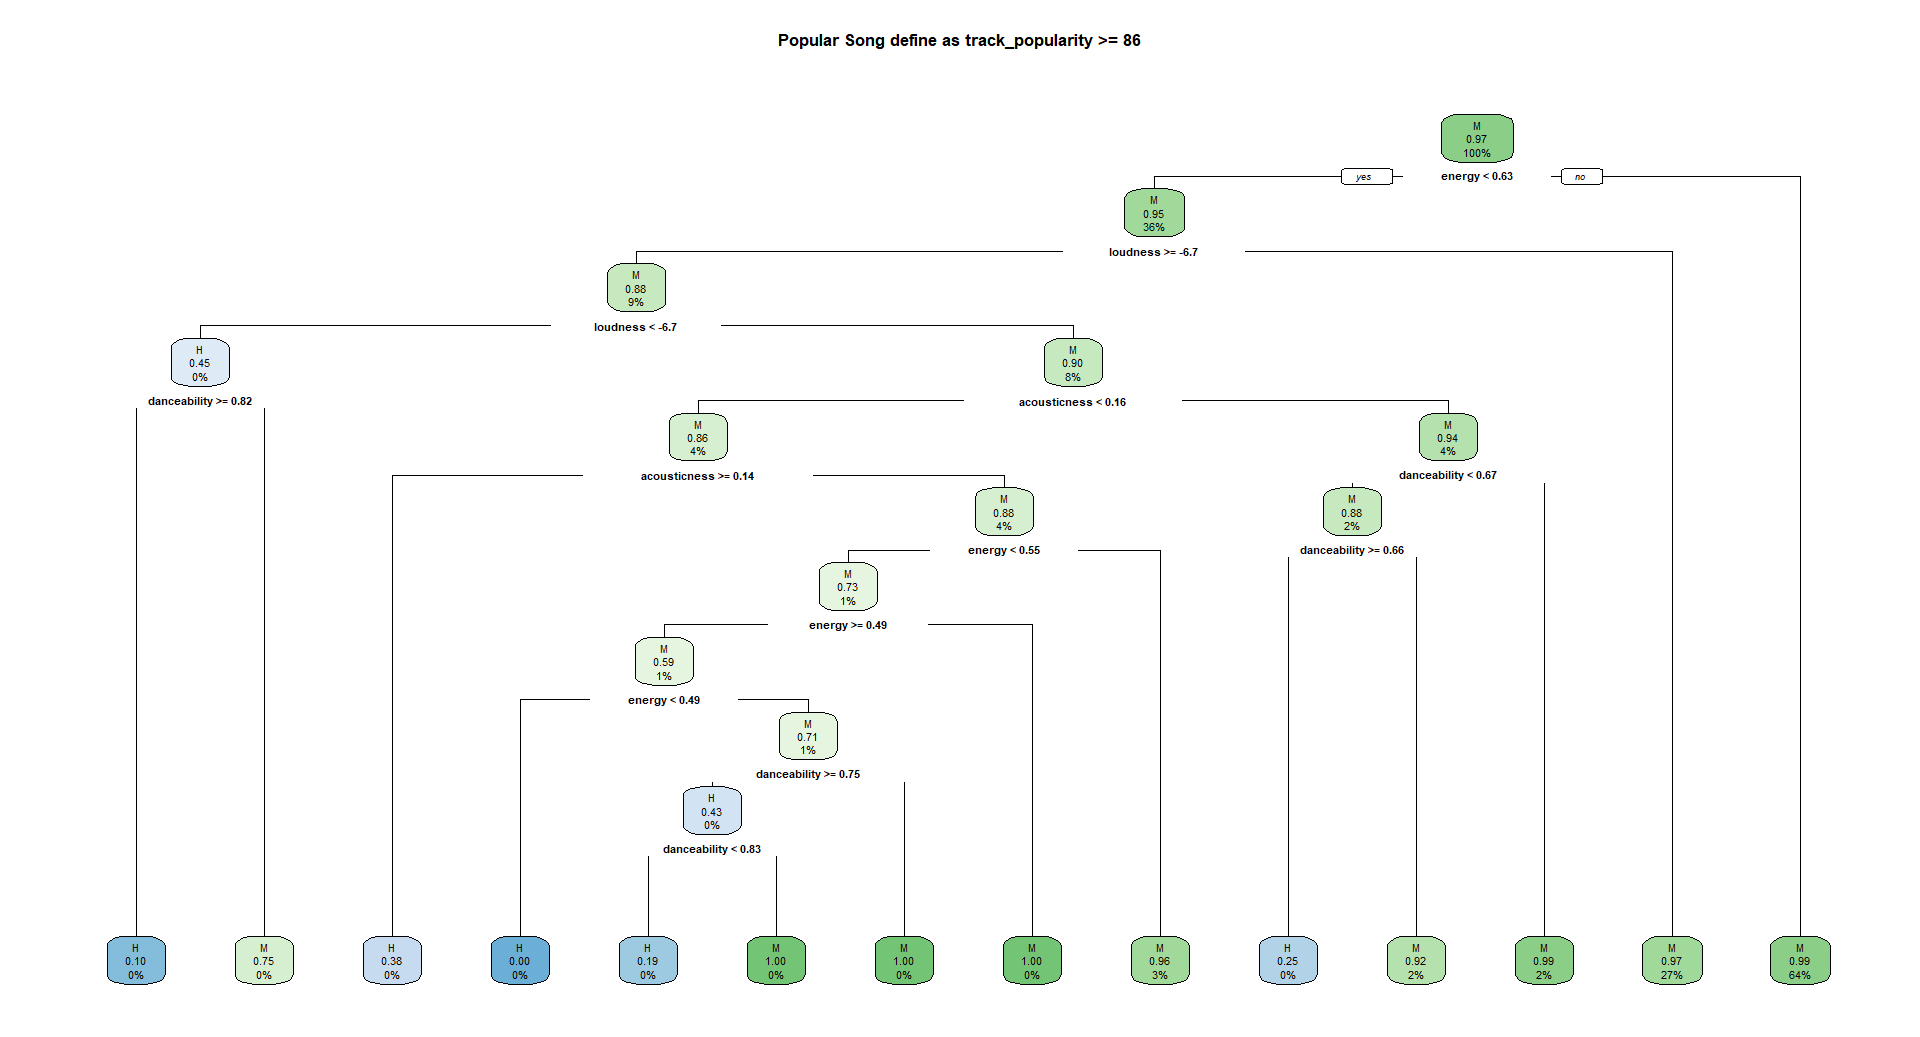 Popular Song define as track_popularity >= 86
M
0.97
100%
yes
energy < 0.63
no
M
0.95
36%
loudness >= -6.7
M
0.88
9%
loudness < -6.7
H
0.45
0%
M
0.90
8%
danceability >= 0.82
acousticness < 0.16
M
0.86
4%
M
0.94
4%
acousticness >= 0.14
danceability < 0.67
M
0.88
4%
M
0.88
2%
energy < 0.55
danceability >= 0.66
M
0.73
1%
energy >= 0.49
M
0.59
1%
energy < 0.49
M
0.71
1%
danceability >= 0.75
H
0.43
0%
danceability < 0.83
H
0.10
0%
M
0.75
0%
H
0.38
0%
H
0.00
0%
H
0.19
0%
M
1.00
0%
M
1.00
0%
M
1.00
0%
M
0.96
3%
H
0.25
0%
M
0.92
2%
M
0.99
2%
M
0.97
27%
M
0.99
64%